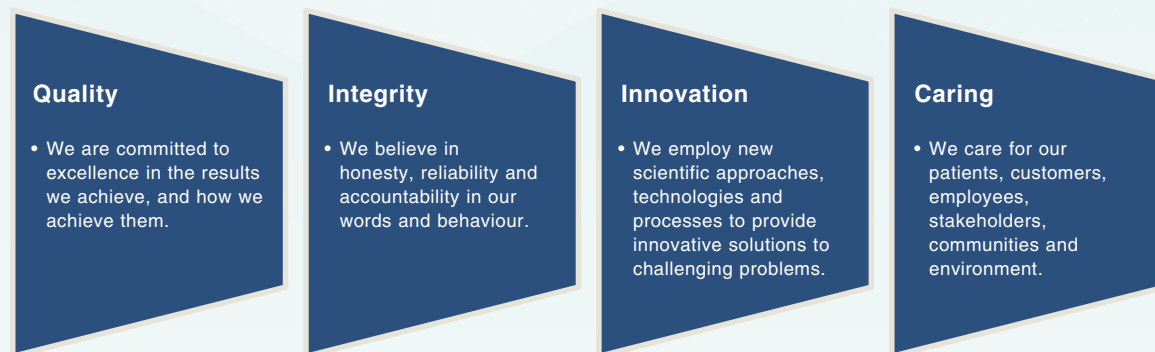 Quality
• We are committed to
excellence in the results
we achieve, and how we
achieve them.
Integrity
• We believe in
honesty, reliability and
accountability in our
words and behaviour.
Innovation
• We employ new
scientific approaches,
technologies and
processes to provide
innovative solutions to
challenging problems.
Caring
• We care for our
patients, customers,
employees,
stakeholders,
communities and
environment.